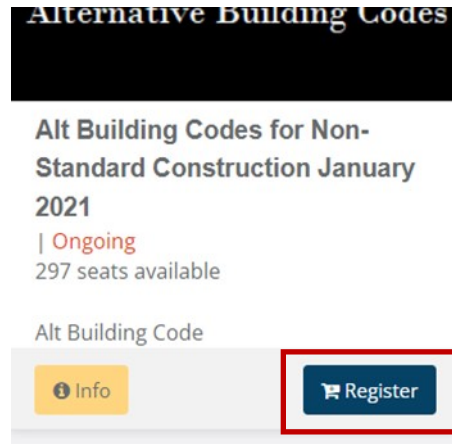 Alternative Building Codes
Alt Building Codes for Non-
Standard Construction January
2021
| Ongoing
297 seats available
Alt Building Code
Info
Register